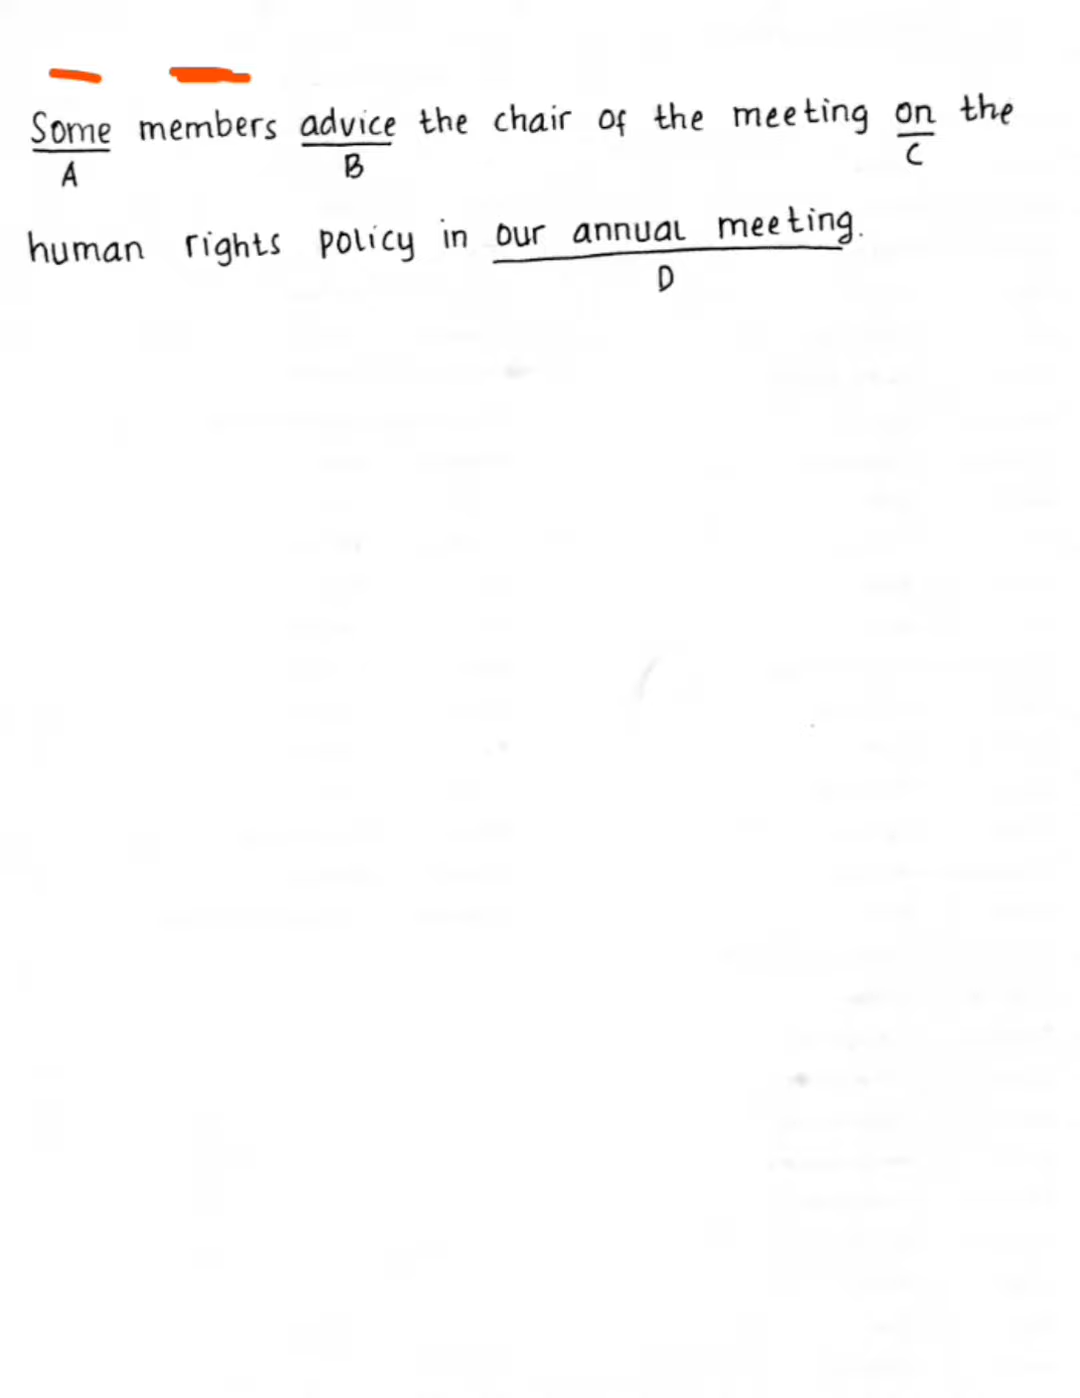 Some members advice the chair of the meeting on the
A B C
human rights policy in our annual meeting.
D